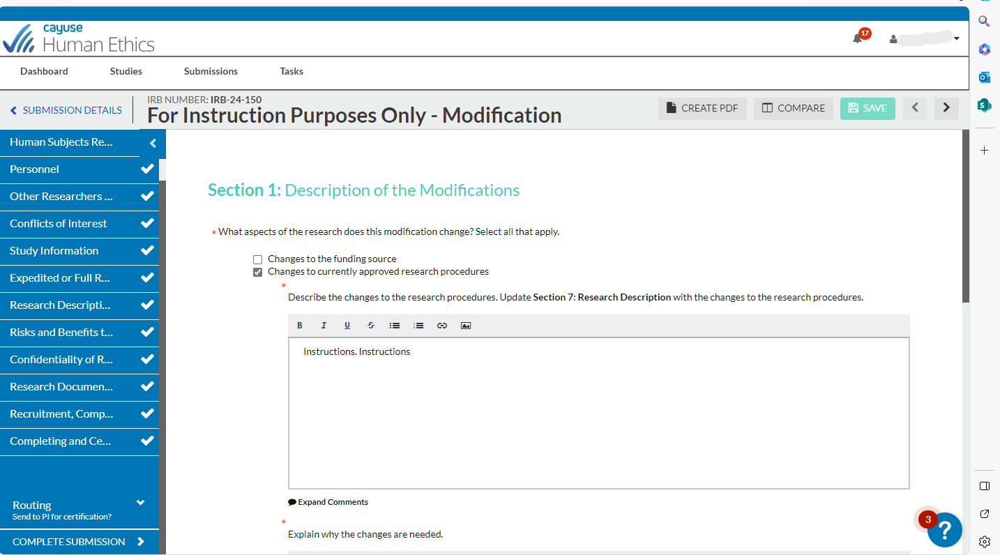 cayuse
Human Ethics
17
Dashboard Studies Submissions Tasks
SUBMISSION DETAILS
IRB NUMBER: IRB-24-150
For Instruction Purposes Only - Modification
CREATE PDF COMPARE SAVE
Human Subjects Re...
Personnel
Other Researchers ...
Conflicts of Interest
Study Information
Expedited or Full R...
Research Descripti...
Risks and Benefits t...
Confidentiality of R...
Research Documen...
Recruitment, Comp...
Completing and Ce...
Routing
Send to PI for certification?
COMPLETE SUBMISSION
Section 1: Description of the Modifications
* What aspects of the research does this modification change? Select all that apply.
Changes to the funding source
Changes to currently approved research procedures
*
Describe the changes to the research procedures. Update Section 7: Research Description with the changes to the research procedures.
B I U S
Instructions. Instructions
Expand Comments
*
Explain why the changes are needed.
3
?